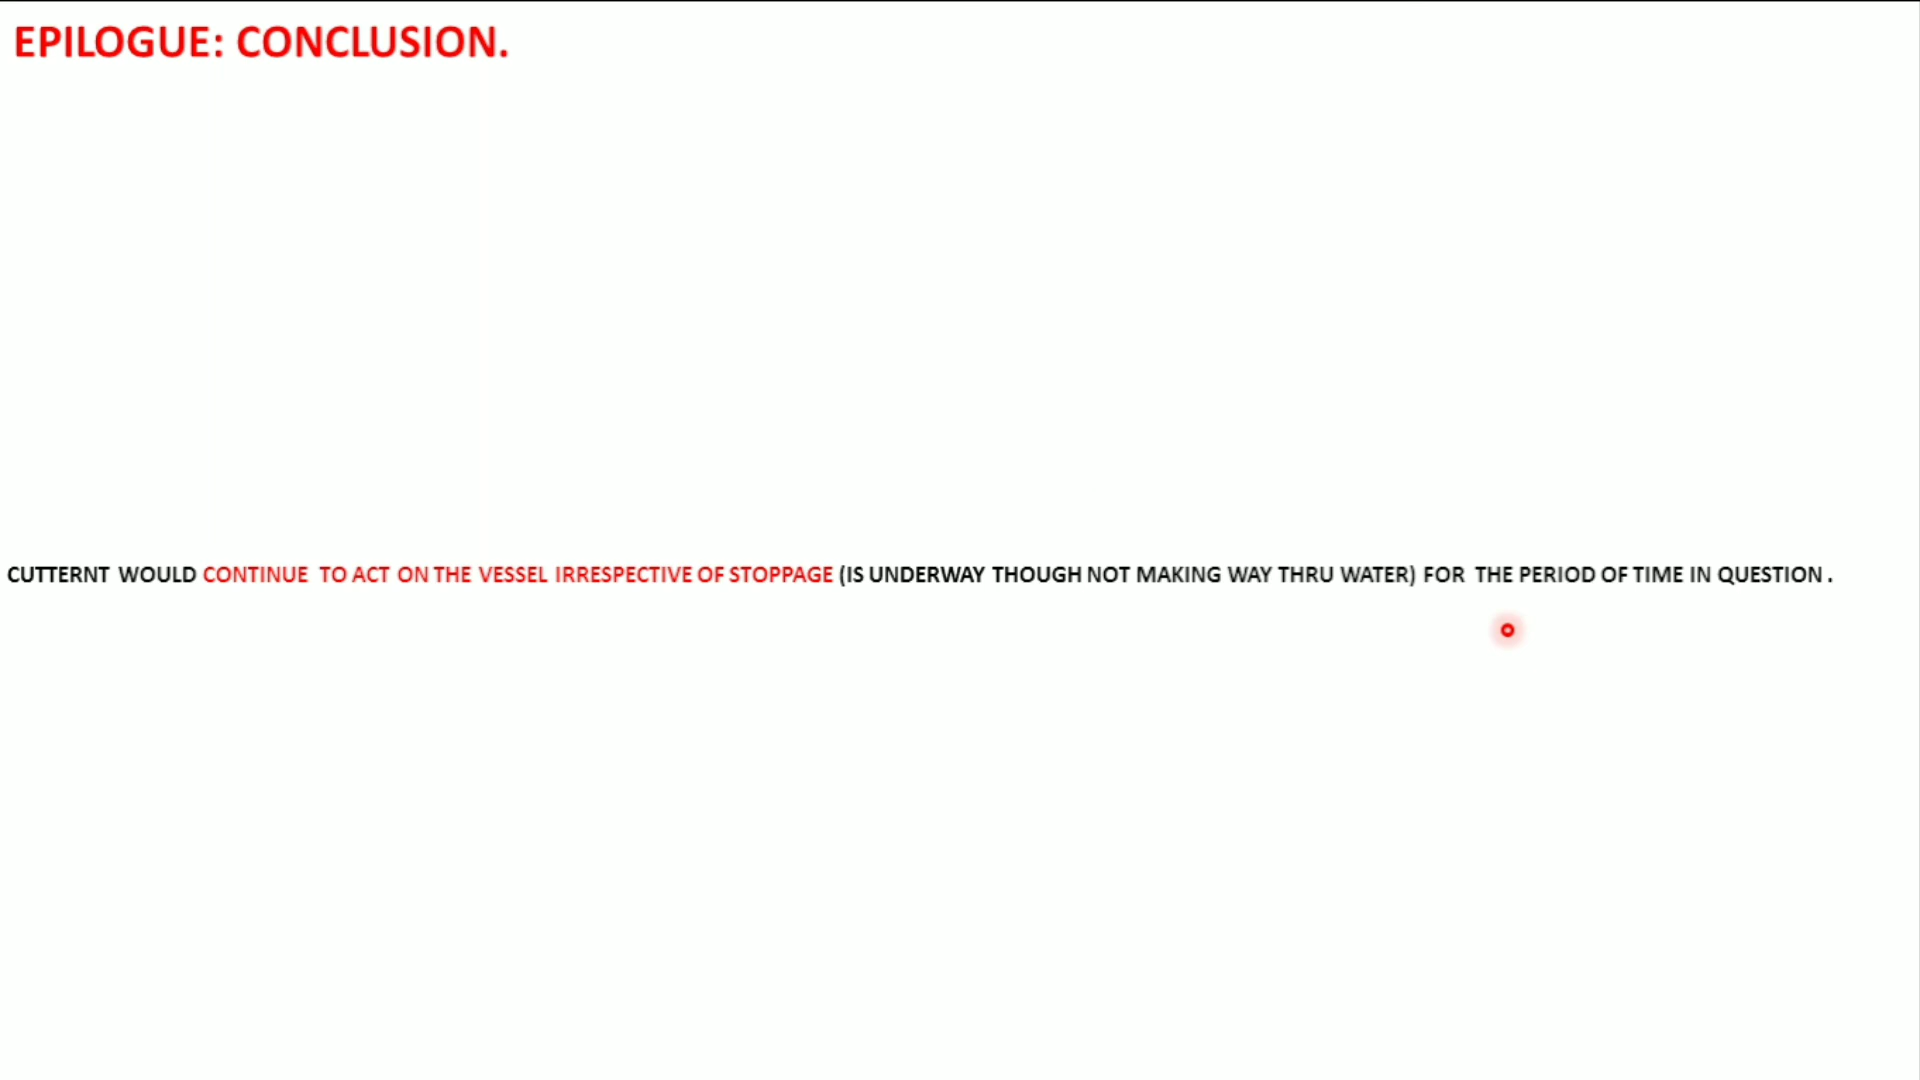 EPILOGUE: CONCLUSION.
CUTTERNT WOULD CONTINUE TO ACT ON THE VESSEL IRRESPECTIVE OF STOPPAGE (IS UNDERWAY THOUGH NOT MAKING WAY THRU WATER) FOR THE PERIOD OF TIME IN QUESTION .